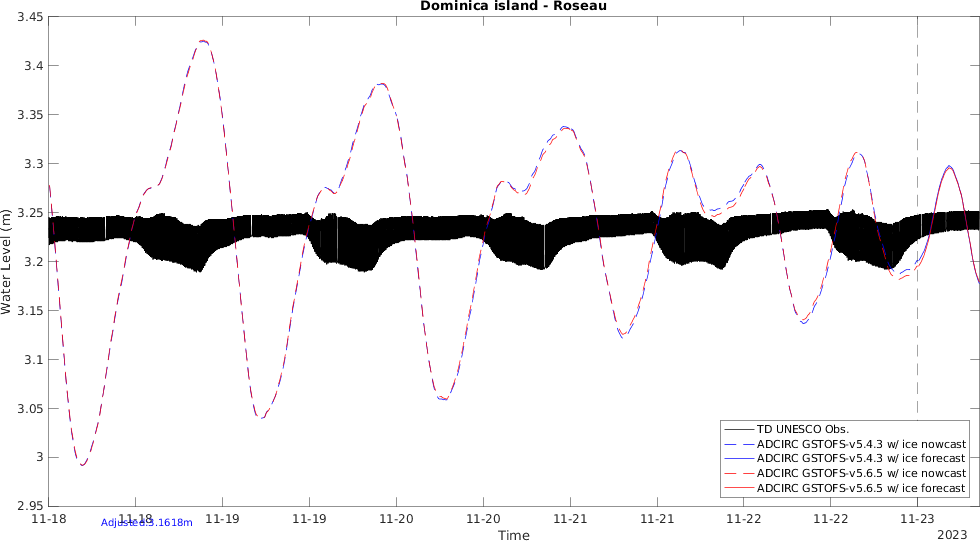 Dominica island - Roseau
3.45
3.4
3.35
3.3
3.25
3.2
3.15
3.1
3.05
3
2.95
Water Level (m)
TD UNESCO Obs.
ADCIRC GSTOFS-v5.4.3 w/ ice nowcast
ADCIRC GSTOFS-v5.4.3 w/ ice forecast
ADCIRC GSTOFS-v5.6.5 w/ ice nowcast
ADCIRC GSTOFS-v5.6.5 w/ ice forecast
11-18 11-18 11-19 11-19 11-20 11-20 11-21 11-21 11-22 11-22 11-23
Adjusted 3.1618m
Time
2023